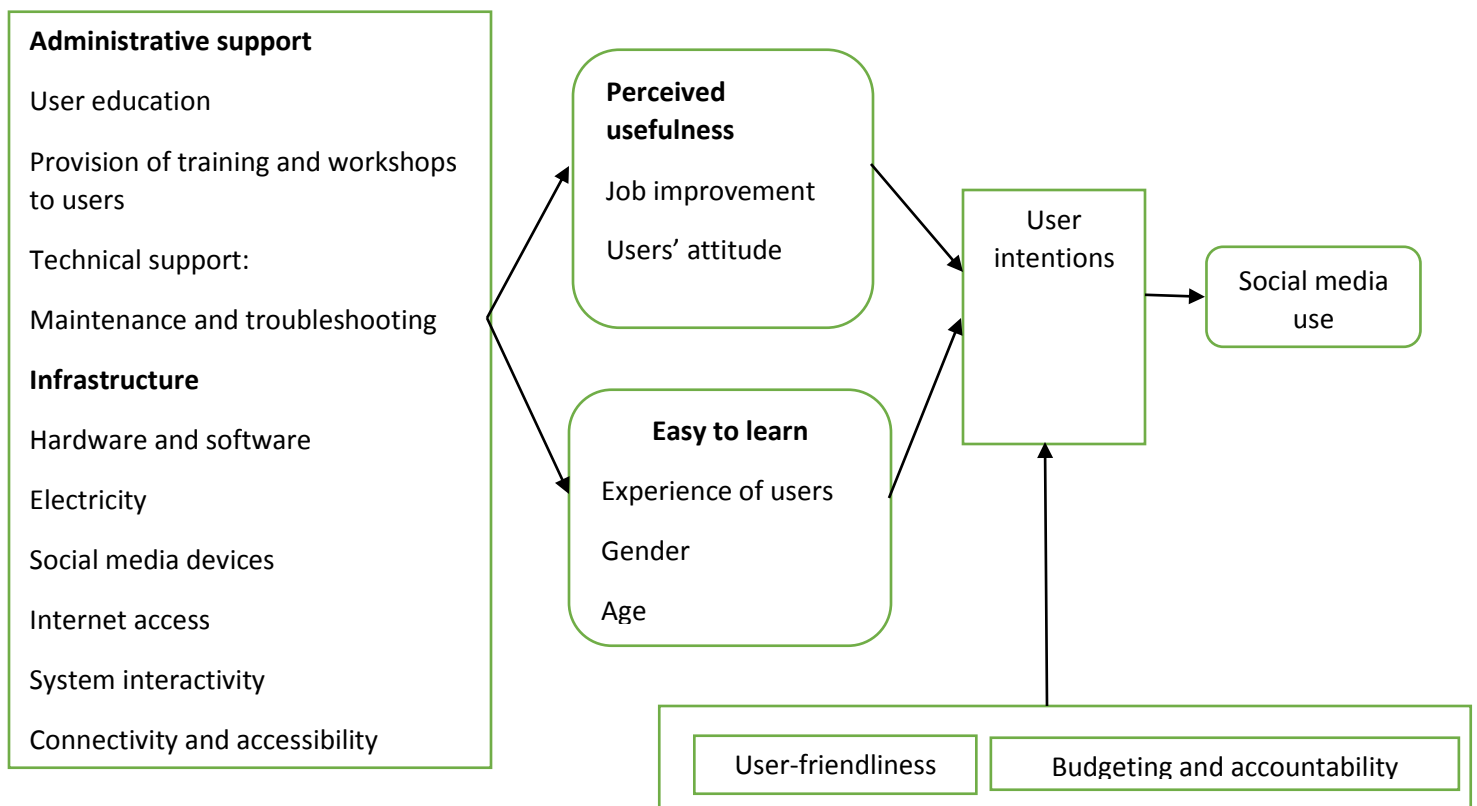 Administrative support
User education
Provision of training and workshops
to users
Technical support:
Maintenance and troubleshooting
Infrastructure
Hardware and software
Electricity
Social media devices
Internet access
System interactivity
Connectivity and accessibility
Perceived
usefulness
Job improvement
Users’ attitude
Easy to learn
Experience of users
Gender
Age
User
intentions
Social media
use
User-friendliness
Budgeting and accountability